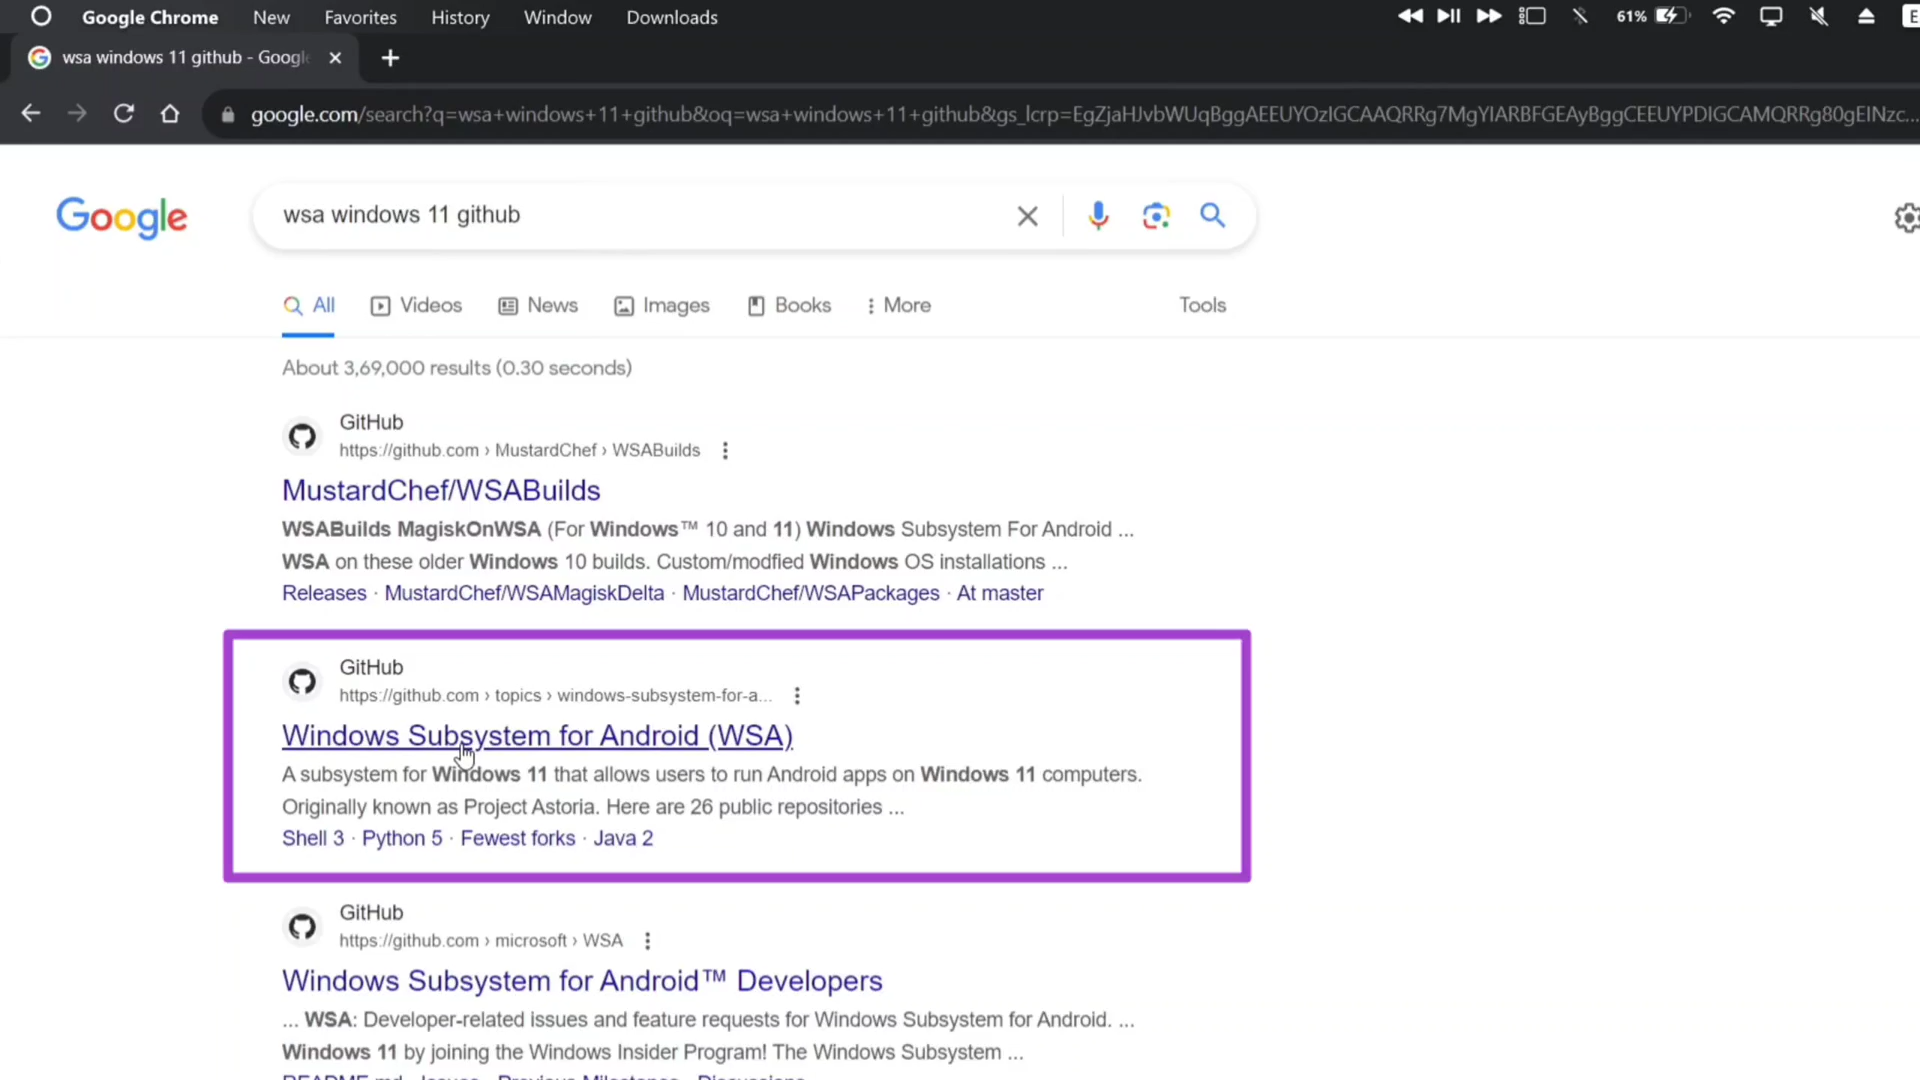 Google Chrome New Favorites History Window Downloads 61% E
wsa windows 11 github - Google
google.com/search?q=wsa+windows+11+github&oq=wsa+windows+11+github&gs_lcrp=EgZjaHJvbWUqBggAEEUYOzIGCAAQRRg7MgYIARBFGEAyBggCEEUYPDIGCAMQRRg80gEINzc...
Google wsa windows 11 github
All Videos News Images Books More Tools
About 3,69,000 results (0.30 seconds)
GitHub
https://github.com › MustardChef › WSABuilds
MustardChef/WSABuilds
WSABuilds MagiskOnWSA (For Windows™ 10 and 11) Windows Subsystem For Android ...
WSA on these older Windows 10 builds. Custom/modfied Windows OS installations ...
Releases · MustardChef/WSAMagiskDelta · MustardChef/WSAPackages · At master
GitHub
https://github.com › topics › windows-subsystem-for-a...
Windows Subsystem for Android (WSA)
A subsystem for Windows 11 that allows users to run Android apps on Windows 11 computers.
Originally known as Project Astoria. Here are 26 public repositories ...
Shell 3 · Python 5 · Fewest forks · Java 2
GitHub
https://github.com › microsoft › WSA
Windows Subsystem for Android™ Developers
... WSA: Developer-related issues and feature requests for Windows Subsystem for Android. ...
Windows 11 by joining the Windows Insider Program! The Windows Subsystem ...
README.md · Issues · Previous Milestones · Discussions